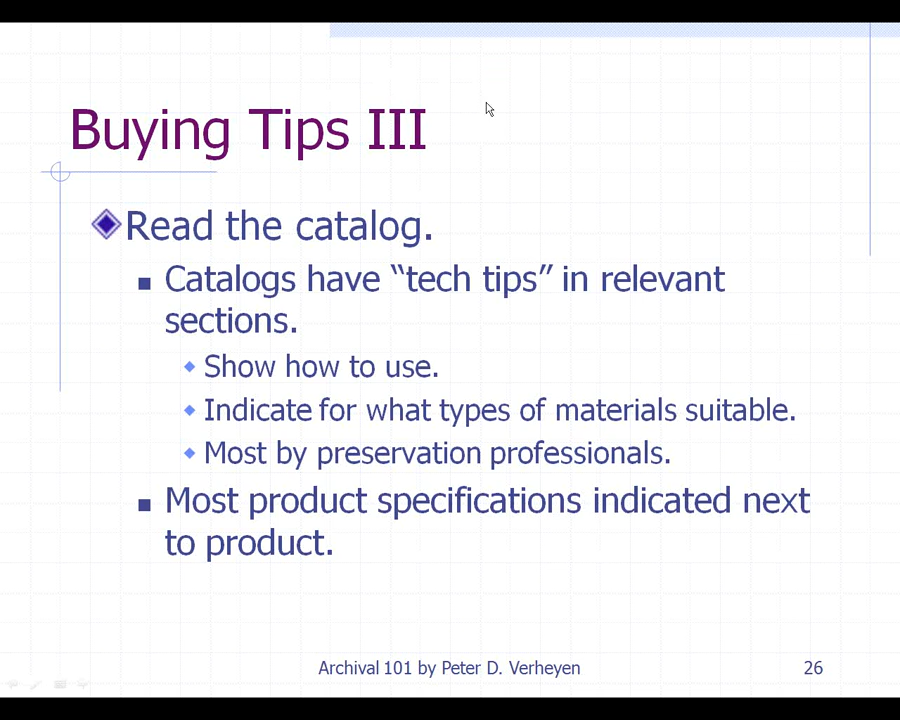 Buying Tips III
Read the catalog.
Catalogs have “tech tips” in relevant
sections.
Show how to use.
Indicate for what types of materials suitable.
Most by preservation professionals.
Most product specifications indicated next
to product.
Archival 101 by Peter D. Verheyen
26